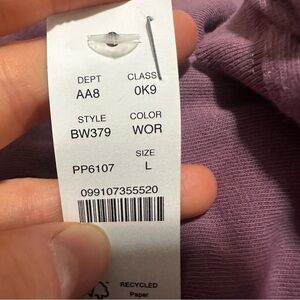 DEPT CLASS
AA8 0K9
STYLE COLOR
BW379 WOR
SIZE
PP6107 L
099107355520
RECYCLED
Paper